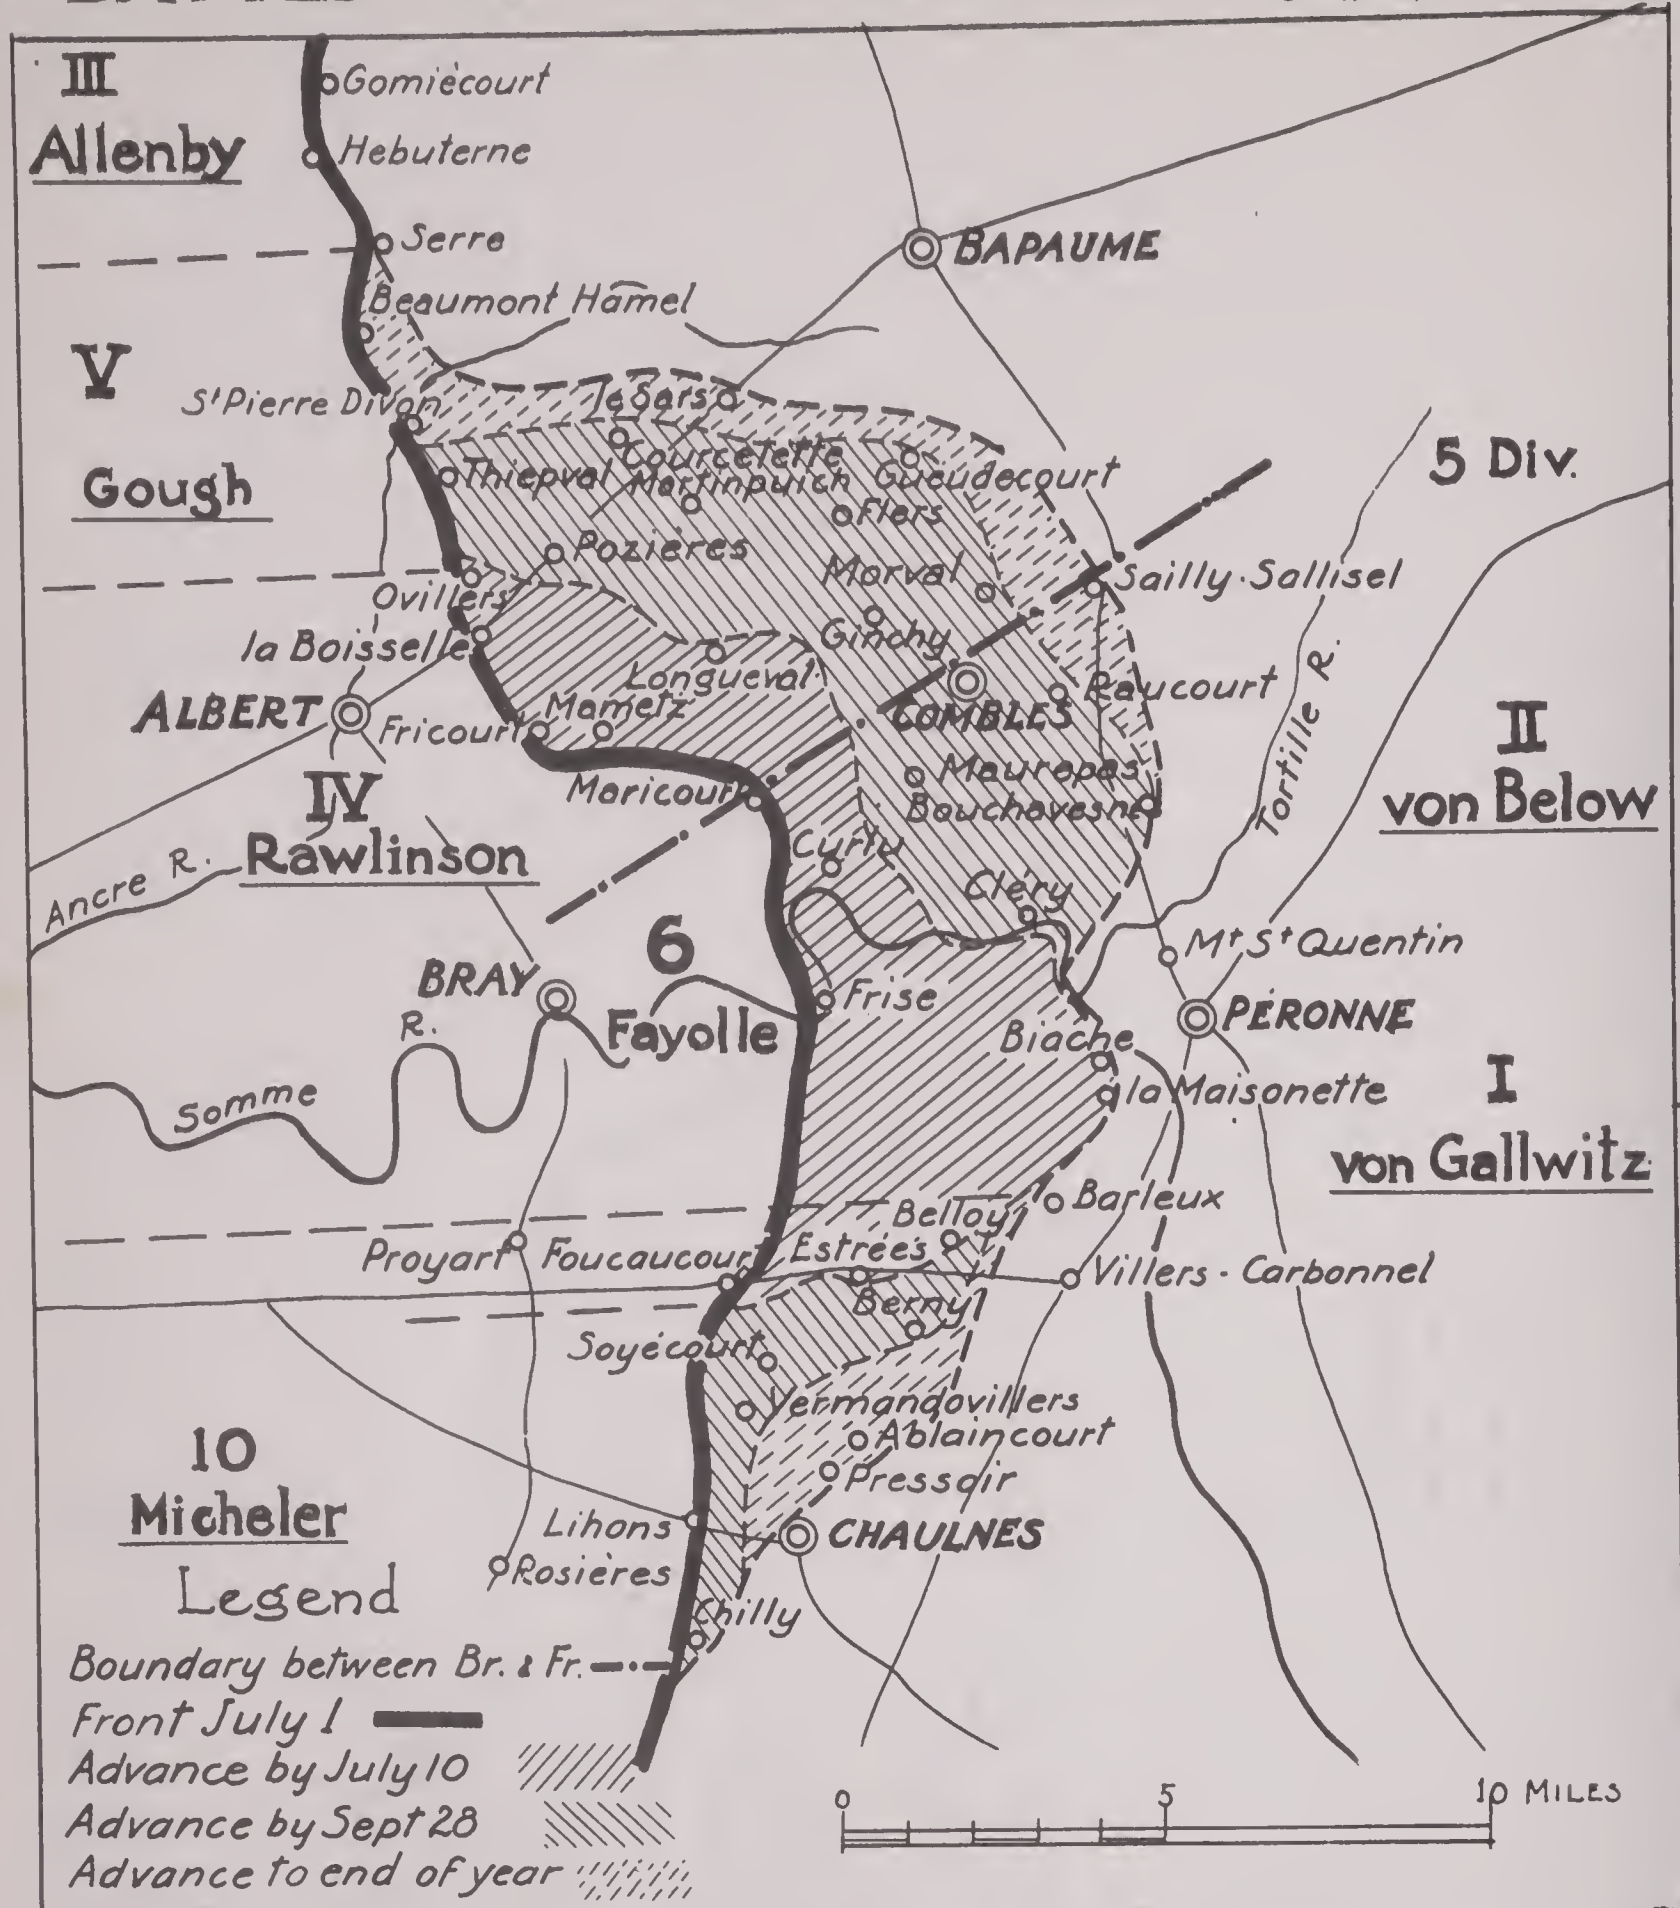 III
Allenby
Gomiècourt
Hebuterne
Serre
BAPAUME
Beaumont Hamel
V
Gough
St Pierre Divon
le Sars
Courcelette
Thiepval
Martinpuich
Gueudecourt
Flers
5 Div.
Pozières
Morval
Sailly-Sallisel
Ovillers
la Boisselle
Ginchy
Longueval
ALBERT
Fricourt
Mametz
COMBLES
Raucourt
Tortille R.
II
von Below
IV
Rawlinson
Maricourt
Maurepas
Bouchavesne
Curlu
Ancre R.
Cléry
6
Fayolle
BRAY
Mt St Quentin
Frise
PÉRONNE
Biache
la Maisonette
R.
Somme
I
von Gallwitz
Barleux
Belloy
Proyart
Foucaucourt
Estrées
Villers-Carbonnel
Berny
Soyécourt
Vermandovillers
Ablaincourt
Pressoir
10
Micheler
Lihons
CHAULNES
Rosières
Chilly
Legend
Boundary between Br. & Fr.
Front July 1
Advance by July 10
Advance by Sept 28
Advance to end of year
0 5 10 MILES